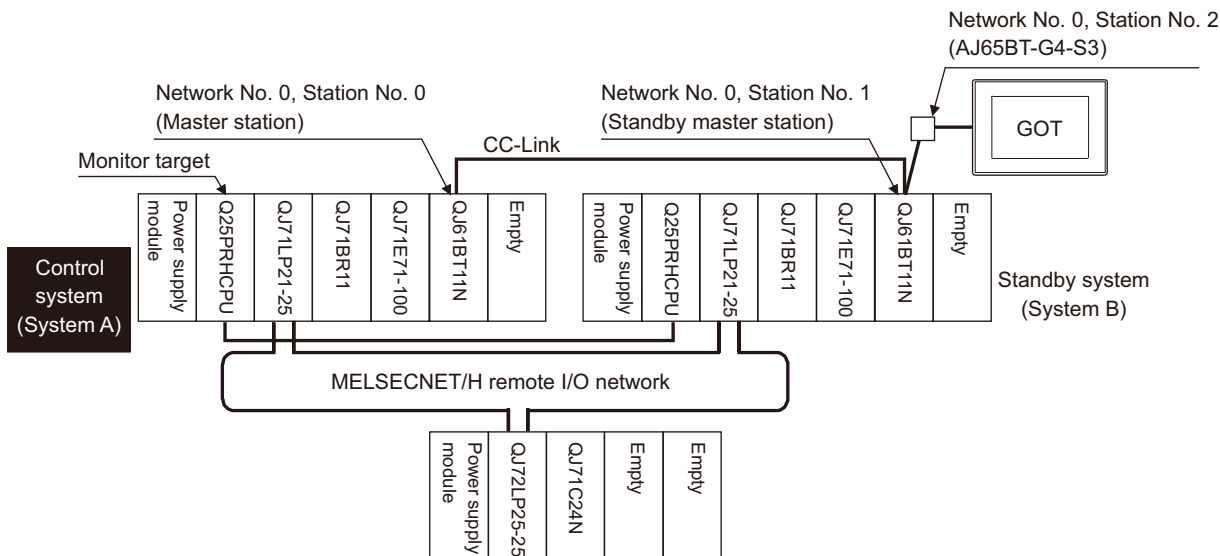 Network No. 0, Station No. 2
(AJ65BT-G4-S3)
Network No. 0, Station No. 0
(Master station)
Network No. 0, Station No. 1
(Standby master station)
GOT
CC-Link
Monitor target
Power supply
module
Q25PRHCPU
QJ71LP21-25
QJ71BR11
QJ71E71-100
QJ61BT11N
Empty
Power supply
module
Q25PRHCPU
QJ71LP21-25
QJ71BR11
QJ71E71-100
QJ61BT11N
Empty
Control
system
(System A)
Standby system
(System B)
MELSECNET/H remote I/O network
Power supply
module
QJ72LP25-25
QJ71C24N
Empty
Empty